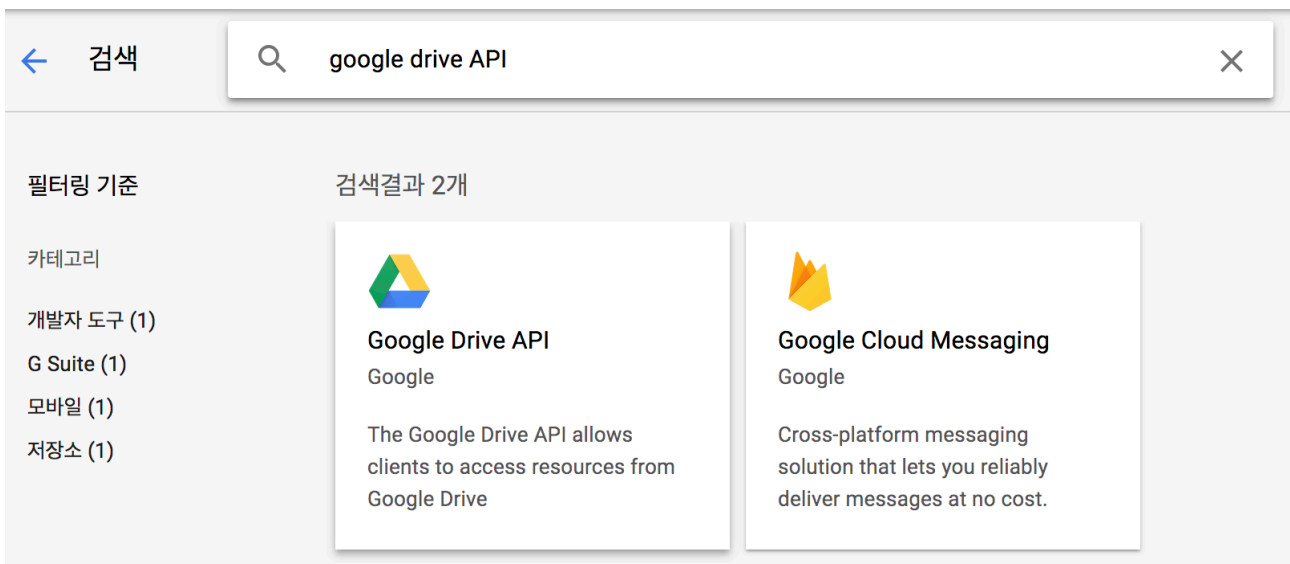 검색
google drive API
필터링 기준
카테고리
개발자 도구 (1)
G Suite (1)
모바일 (1)
저장소 (1)
검색결과 2개
Google Drive API
Google
The Google Drive API allows
clients to access resources from
Google Drive
Google Cloud Messaging
Google
Cross-platform messaging
solution that lets you reliably
deliver messages at no cost.